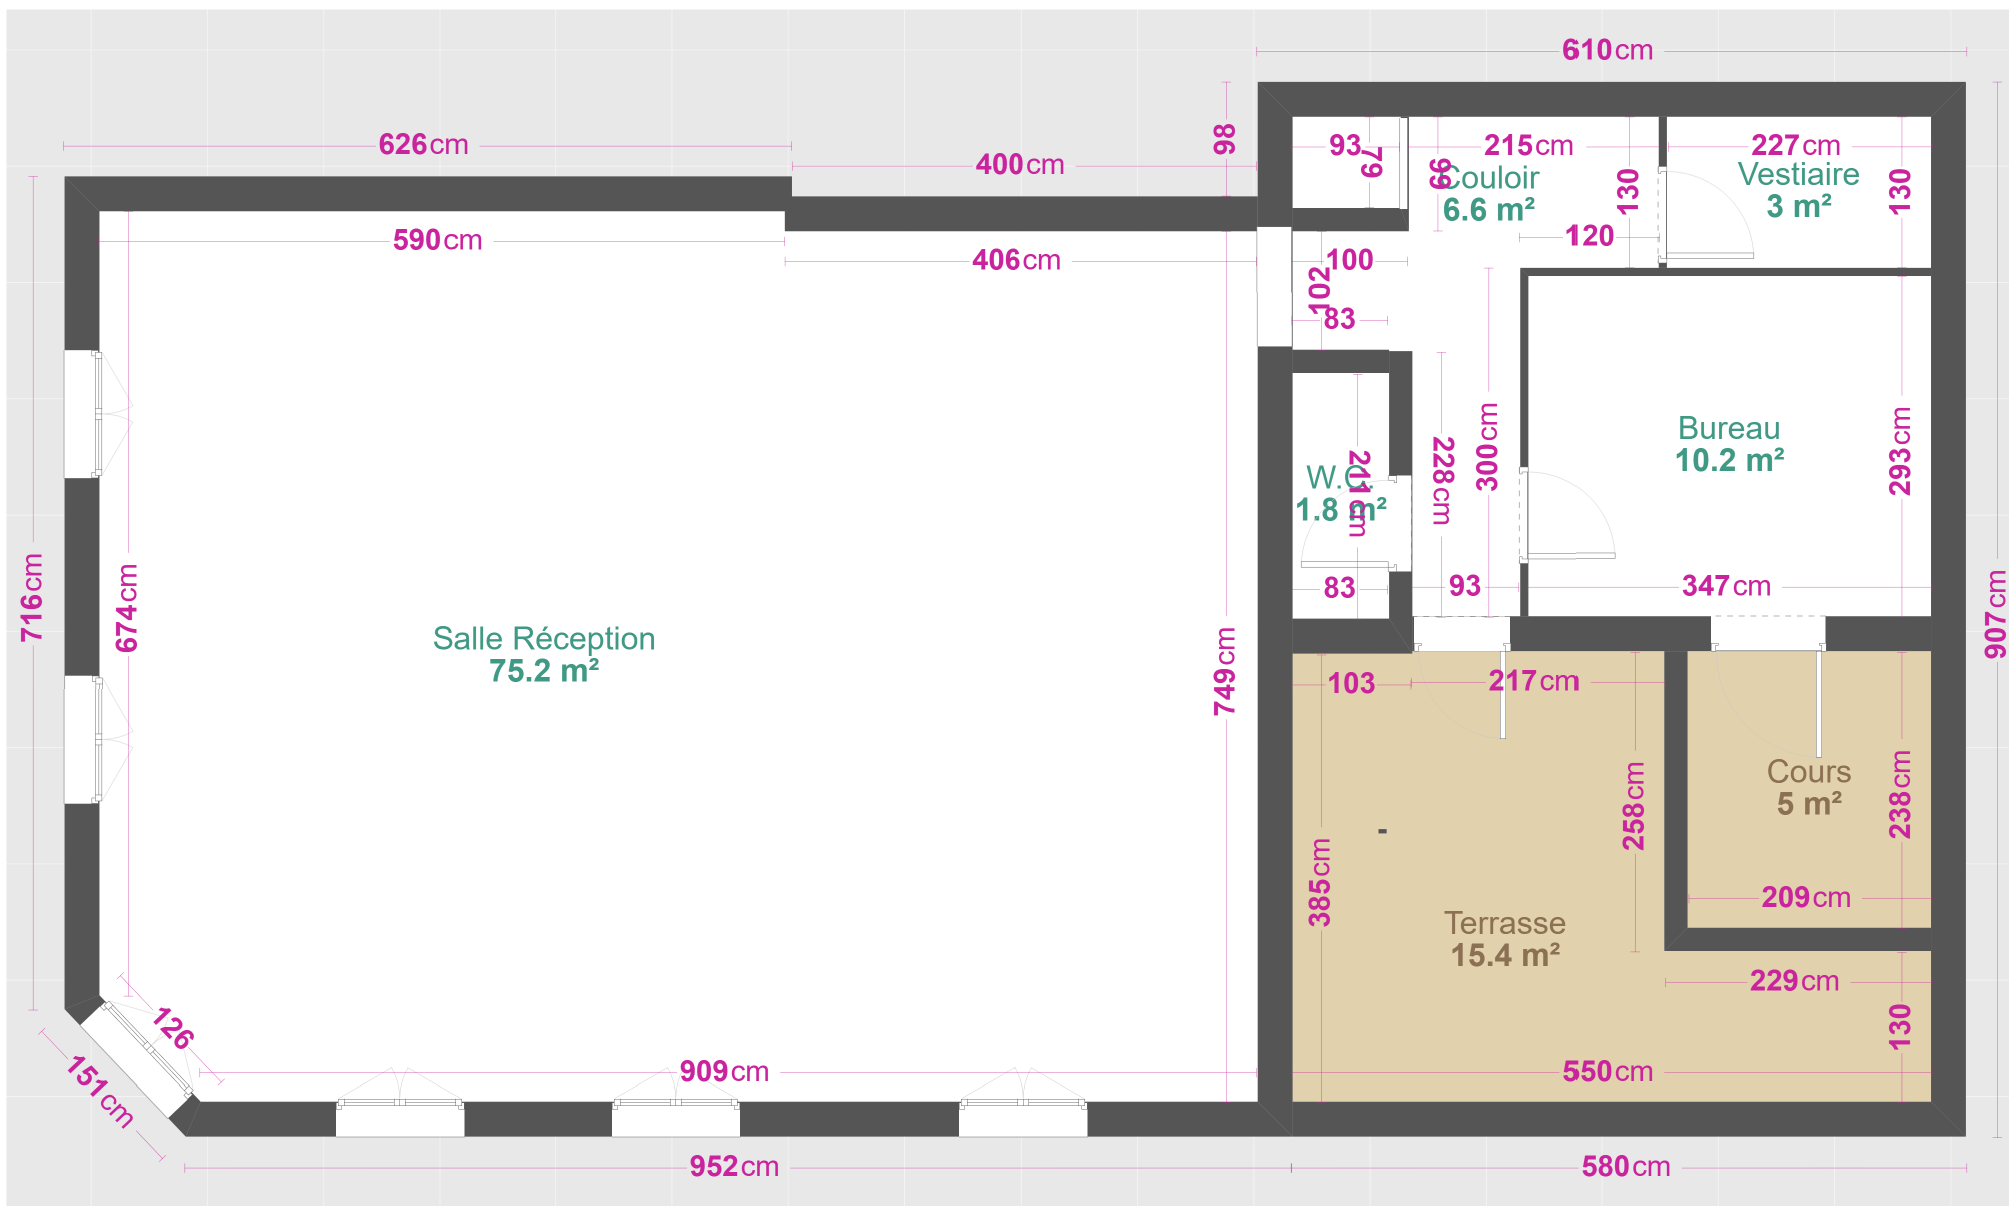 610cm
626cm
400cm
98
93
79
99
215cm
Couloir
6.6 m²
130
227cm
Vestiaire
3 m²
130
120
590cm
406cm
100
102
83
716cm
674cm
Salle Réception
75.2 m²
749cm
W.C.
1.8 m²
211cm
83
228cm
300cm
93
Bureau
10.2 m²
293cm
347cm
907cm
103
217cm
385cm
258cm
Cours
5 m²
238cm
209cm
Terrasse
15.4 m²
229cm
130
126
151cm
909cm
550cm
952cm
580cm